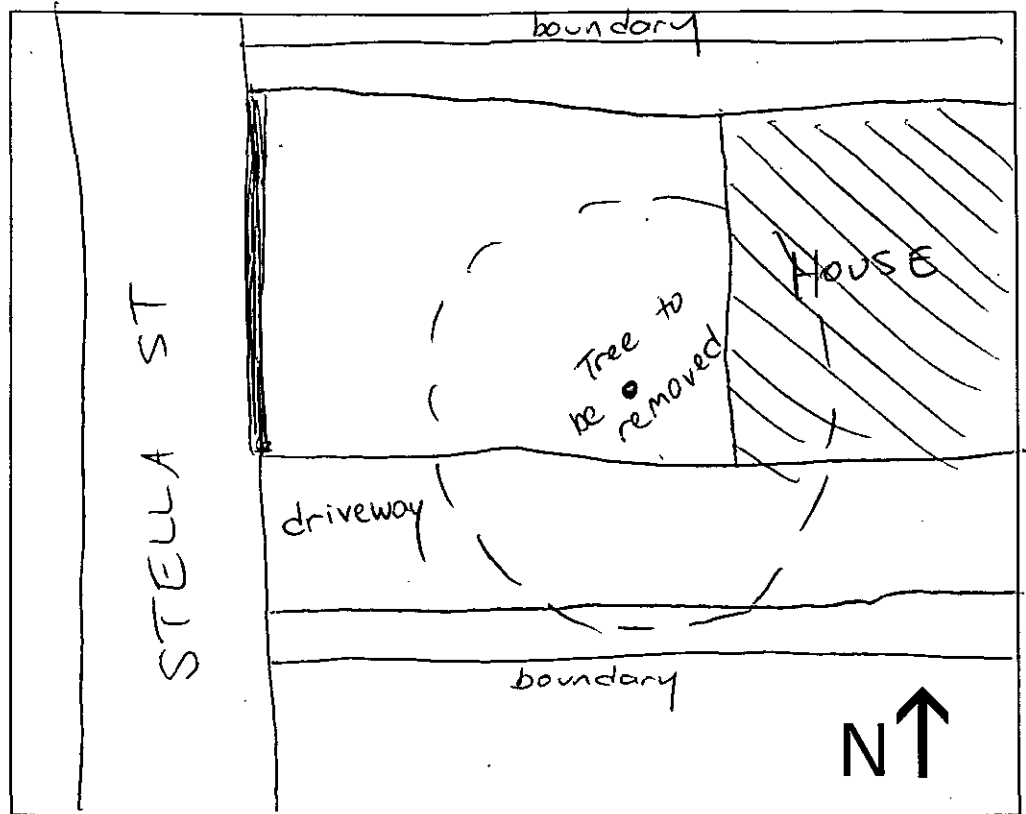 boundary
STELLA ST
HOUSE
Tree to
be removed
driveway
boundary
N